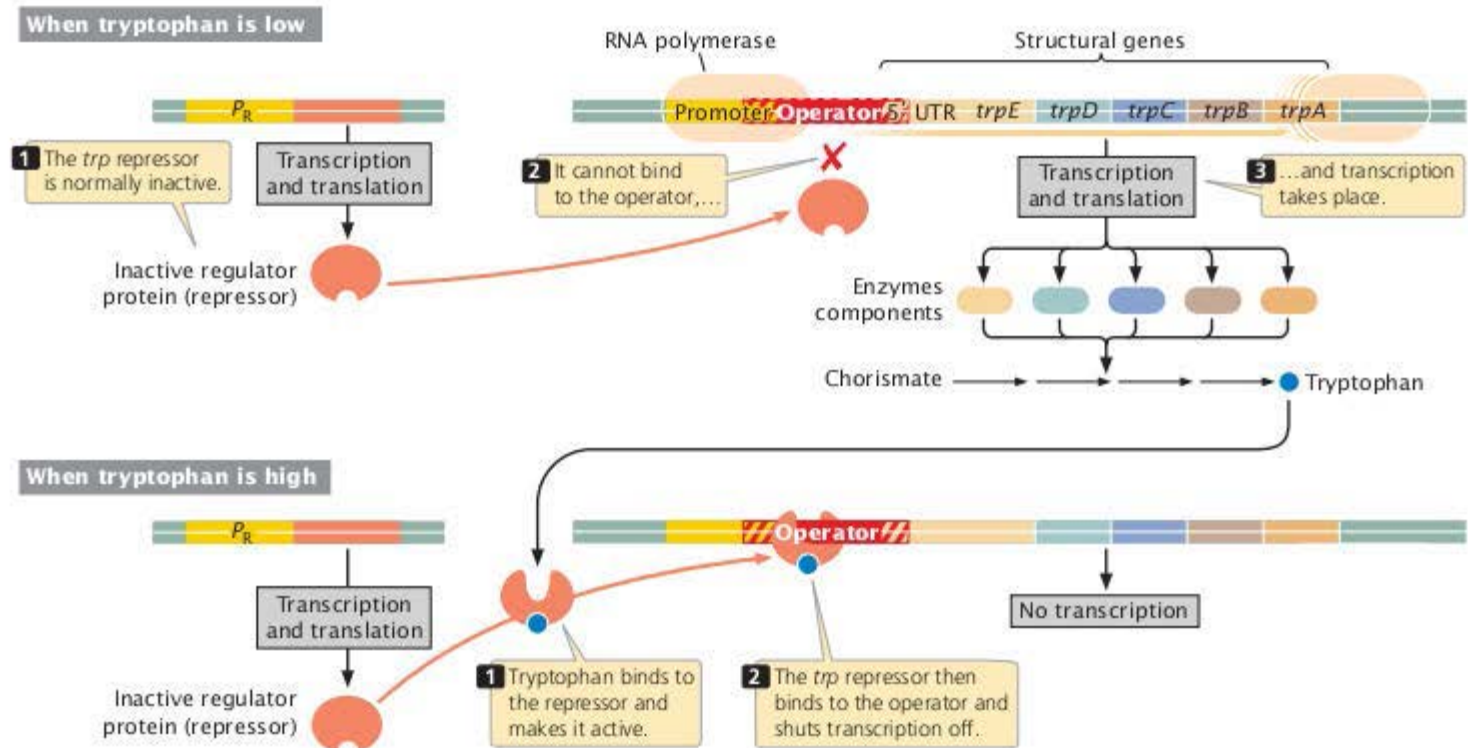 When tryptophan is low
RNA polymerase
Structural genes
PR
Promoter Operator 5′ UTR trpE trpD trpC trpB trpA
1 The trp repressor
is normally inactive.
Transcription
and translation
2 It cannot bind
to the operator,…
Transcription
and translation
3 …and transcription
takes place.
Inactive regulator
protein (repressor)
Enzymes
components
Chorismate
Tryptophan
When tryptophan is high
PR
Operator
Transcription
and translation
No transcription
Inactive regulator
protein (repressor)
1 Tryptophan binds to
the repressor and
makes it active.
2 The trp repressor then
binds to the operator and
shuts transcription off.